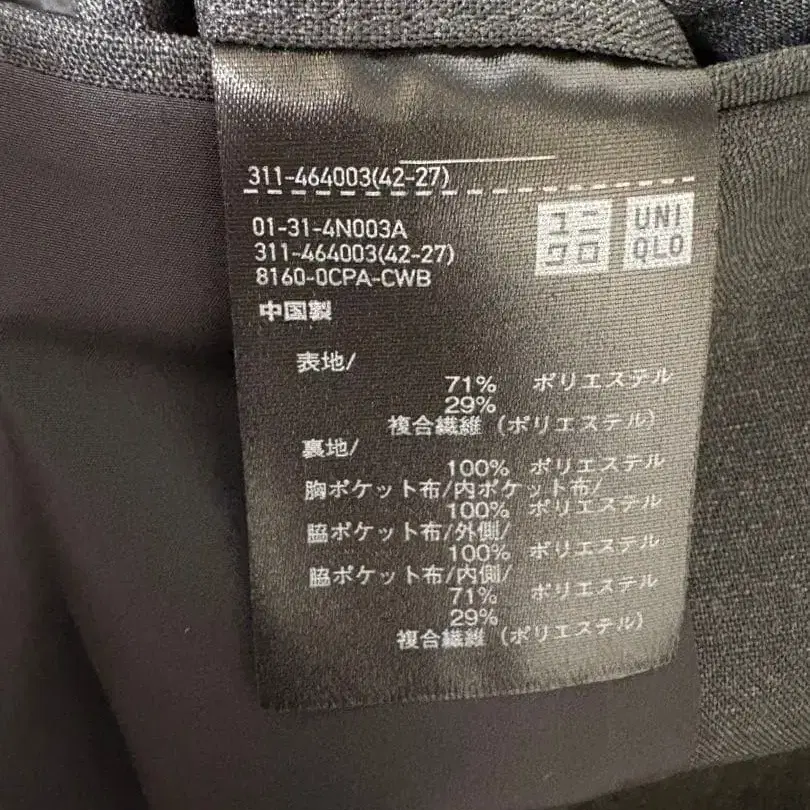 311-464003(42-27)
01-31-4N003A
311-464003(42-27)
8160-0CPA-CWB
ユニ
クロ
UNI
QLO
中国製
表地/
71% ポリエステル
29%
複合繊維（ポリエステル）
裏地/
100% ポリエステル
胸ポケット布/内ポケット布/
100% ポリエステル
脇ポケット布/外側/
100% ポリエステル
脇ポケット布/内側/
71% ポリエステル
29%
複合繊維（ポリエステル）